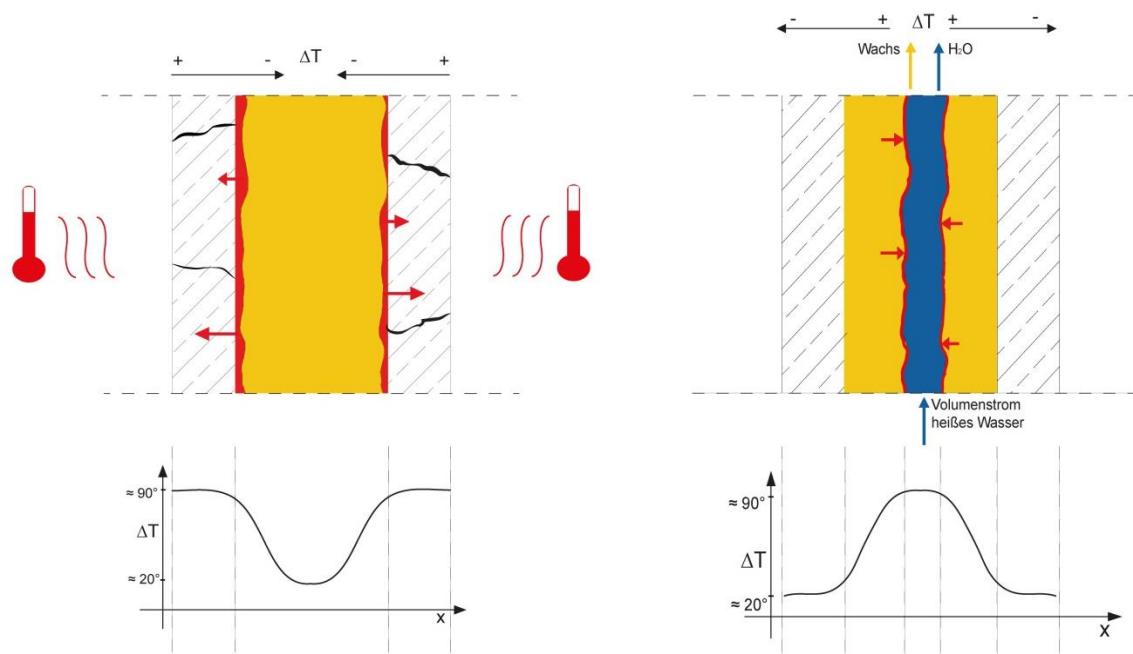 ΔT
+ - - +
≈ 90°
ΔT
≈ 20°
x
- + ΔT + -
Wachs
H₂O
Volumenstrom
heißes Wasser
≈ 90°
ΔT
≈ 20°
x